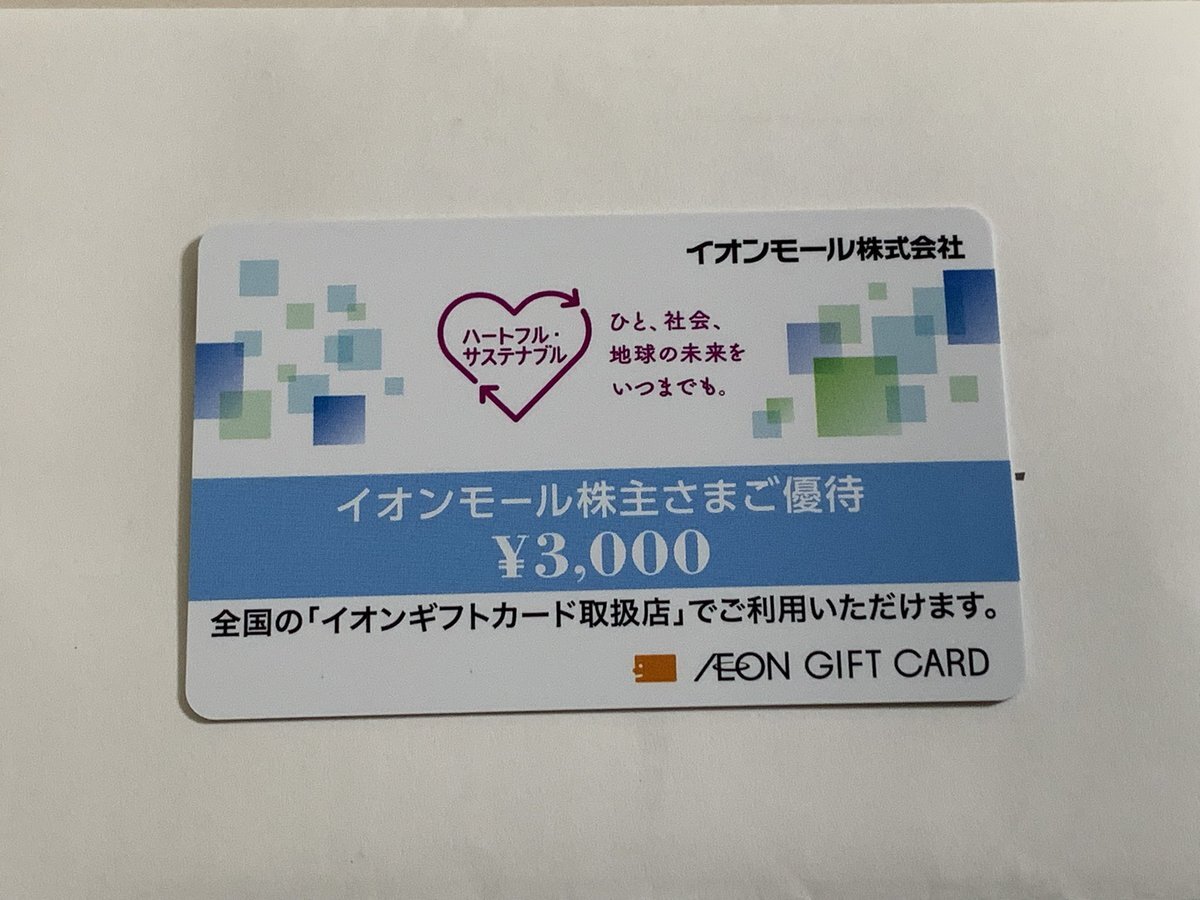 イオンモール株式会社
ハートフル・
サステナブル
ひと、社会、
地球の未来を
いつまでも。
イオンモール株主さまご優待
¥3,000
全国の「イオンギフトカード取扱店」でご利用いただけます。
ÆON GIFT CARD